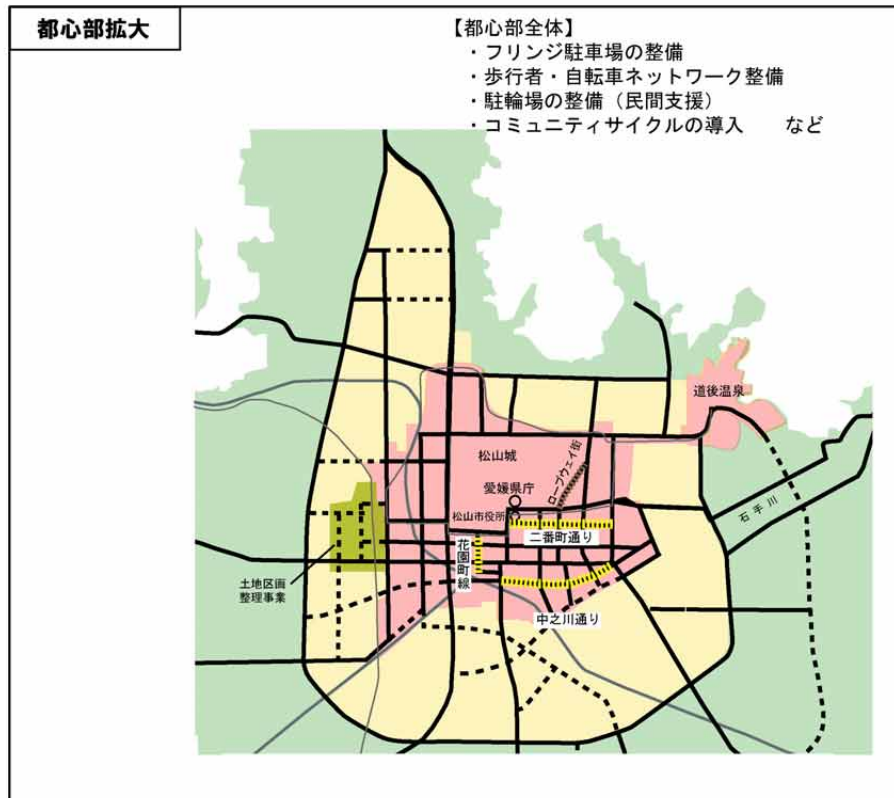 都心部拡大
【都心部全体】
・フリンジ駐車場の整備
・歩行者・自転車ネットワーク整備
・駐輪場の整備（民間支援）
・コミュニティサイクルの導入　　など
道後温泉
松山城
ロープウェイ街
愛媛県庁
松山市役所
石手川
二番町通り
花園町線
土地区画
整理事業
中之川通り